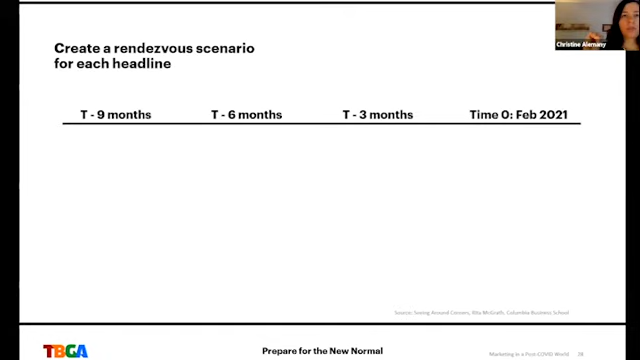 Christine Alemany
Create a rendezvous scenario
for each headline
T - 9 months T - 6 months T - 3 months Time 0: Feb 2021
Source: Seeing Around Corners, Rita McGrath, Columbia Business School
TBGA Prepare for the New Normal Marketing in a Post-COVID World 28